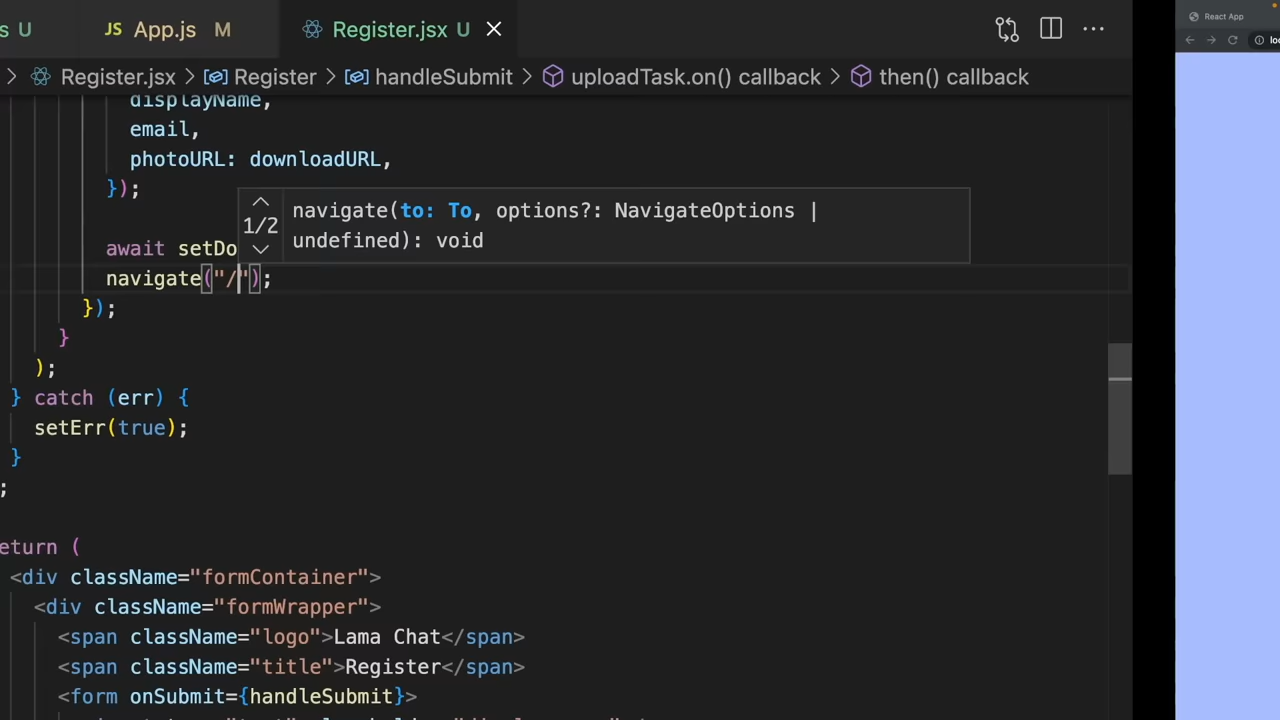 s U
JS App.js M
Register.jsx U
React App
Register.jsx > Register > handleSubmit > uploadTask.on() callback > then() callback
displayName,
email,
photoURL: downloadURL,
});
navigate(to: To, options?: NavigateOptions |
1/2
undefined): void
await setDo
navigate("/");
});
}
);
} catch (err) {
setErr(true);
}
;
eturn (
<div className="formContainer">
<div className="formWrapper">
<span className="logo">Lama Chat</span>
<span className="title">Register</span>
<form onSubmit={handleSubmit}>